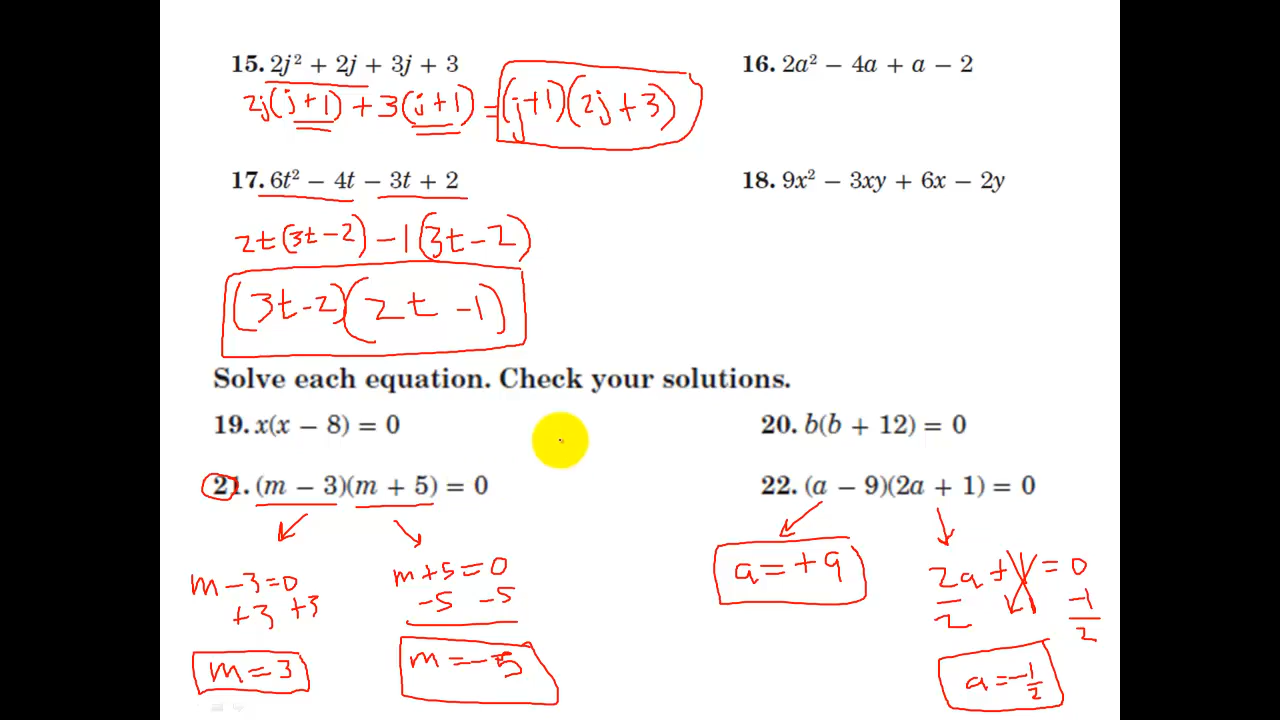 15. 2j² + 2j + 3j + 3
2j(j+1) + 3(j+1) = (j+1)(2j+3)
16. 2a² − 4a + a − 2
17. 6t² − 4t − 3t + 2
2t(3t−2) −1(3t−2)
(3t−2)(2t −1)
18. 9x² − 3xy + 6x − 2y
Solve each equation. Check your solutions.
19. x(x − 8) = 0
20. b(b + 12) = 0
21. (m − 3)(m + 5) = 0
m−3=0
+3 +3
m=3
m+5=0
−5 −5
m=−5
22. (a − 9)(2a + 1) = 0
a=+9
2a+1=0
−1
2 2
a=−1/2